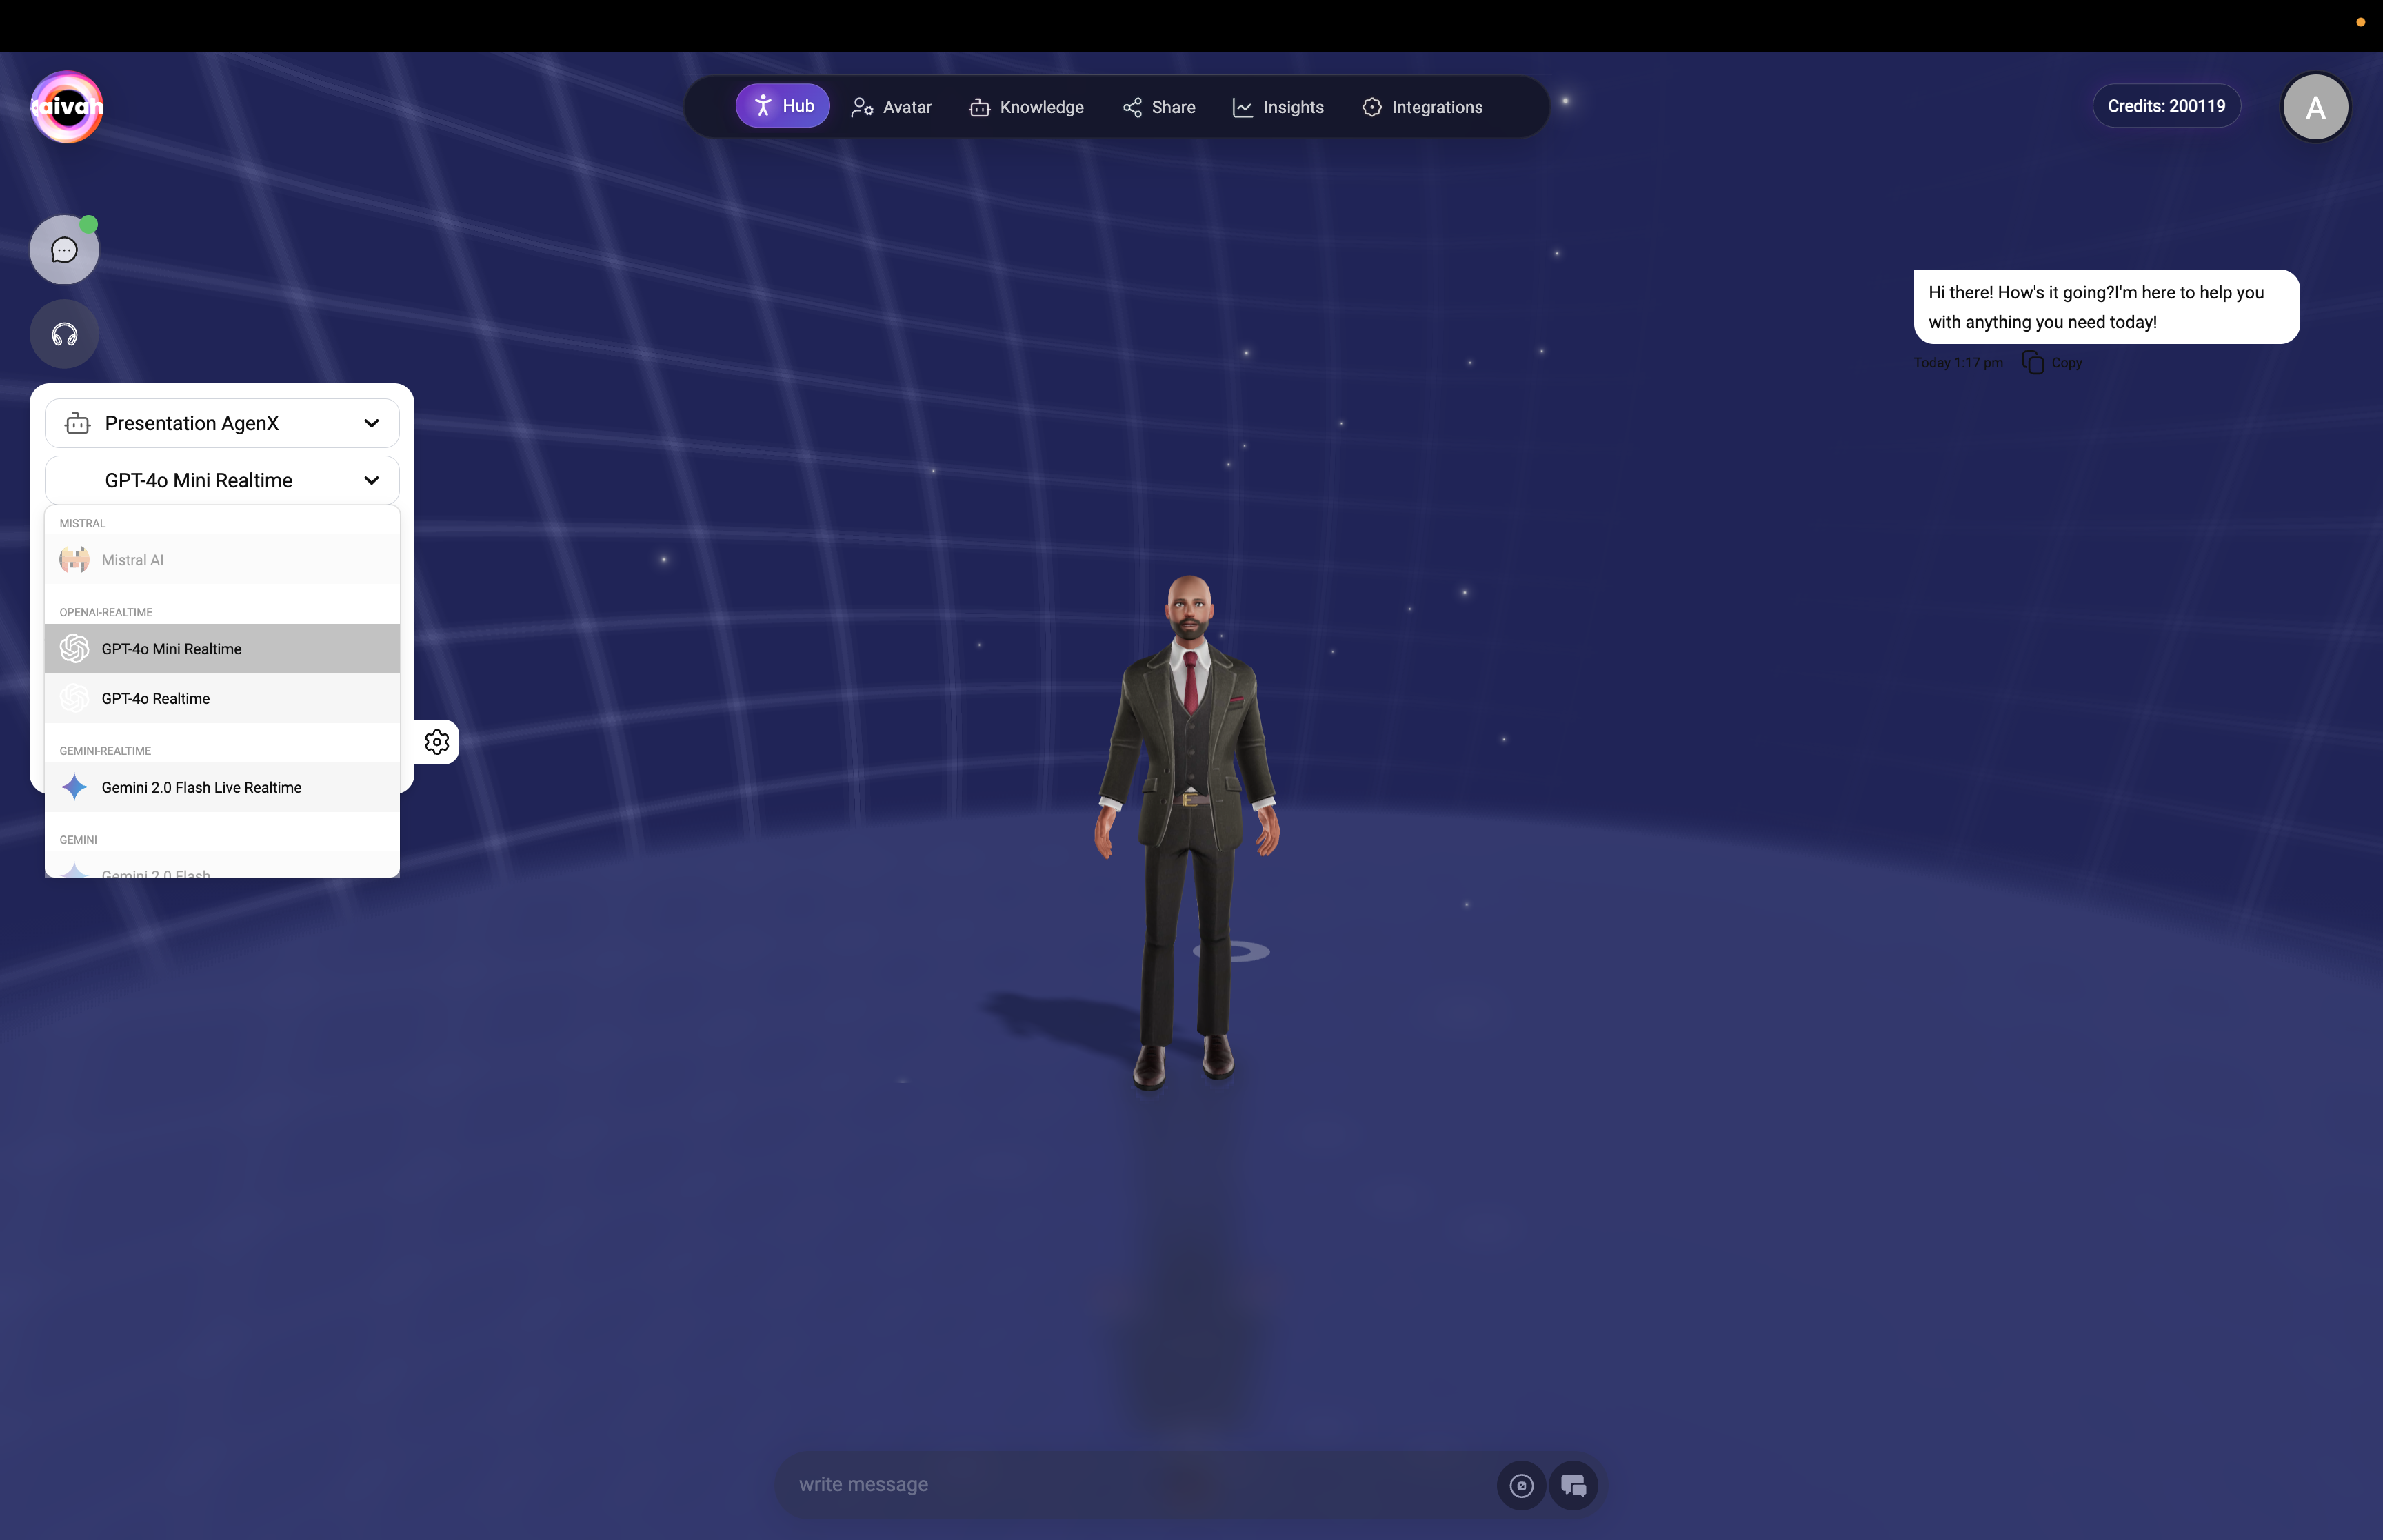 aivah
Hub
Avatar
Knowledge
Share
Insights
Integrations
Credits: 200119
A
Hi there! How's it going?I'm here to help you
with anything you need today!
Today 1:17 pm
Copy
Presentation AgenX
GPT-4o Mini Realtime
MISTRAL
Mistral AI
OPENAI-REALTIME
GPT-4o Mini Realtime
GPT-4o Realtime
GEMINI-REALTIME
Gemini 2.0 Flash Live Realtime
GEMINI
Gemini 2.0 Flash
write message